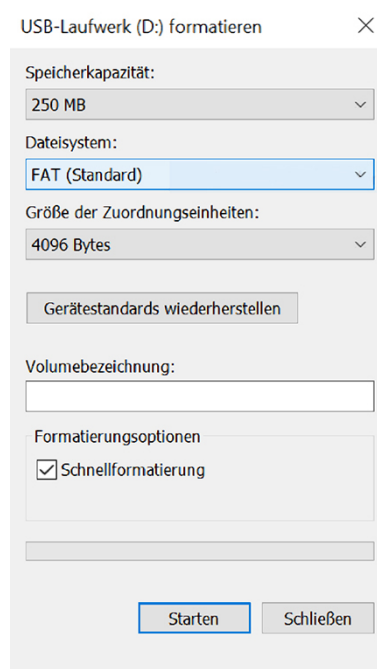 USB-Laufwerk (D:) formatieren
Speicherkapazität:
250 MB
Dateisystem:
FAT (Standard)
Größe der Zuordnungseinheiten:
4096 Bytes
Gerätestandards wiederherstellen
Volumebezeichnung:
Formatierungsoptionen
Schnellformatierung
Starten Schließen